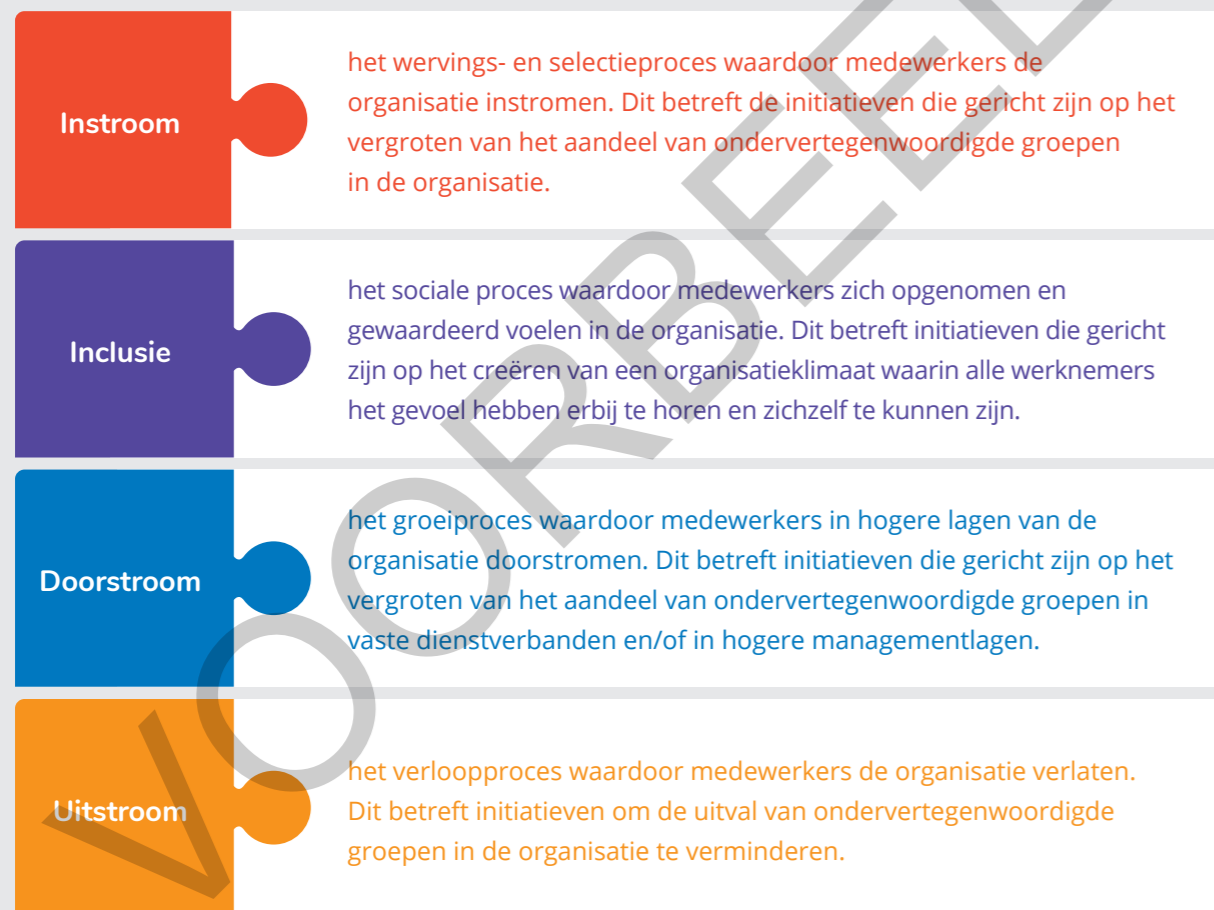 Instroom
het wervings- en selectieproces waardoor medewerkers de
organisatie instromen. Dit betreft de initiatieven die gericht zijn op het
vergroten van het aandeel van ondervertegenwoordigde groepen
in de organisatie.
Inclusie
het sociale proces waardoor medewerkers zich opgenomen en
gewaardeerd voelen in de organisatie. Dit betreft initiatieven die gericht
zijn op het creëren van een organisatieklimaat waarin alle werknemers
het gevoel hebben erbij te horen en zichzelf te kunnen zijn.
Doorstroom
het groeiproces waardoor medewerkers in hogere lagen van de
organisatie doorstromen. Dit betreft initiatieven die gericht zijn op het
vergroten van het aandeel van ondervertegenwoordigde groepen in
vaste dienstverbanden en/of in hogere managementlagen.
Uitstroom
het verloopproces waardoor medewerkers de organisatie verlaten.
Dit betreft initiatieven om de uitval van ondervertegenwoordigde
groepen in de organisatie te verminderen.
VOORBEEL